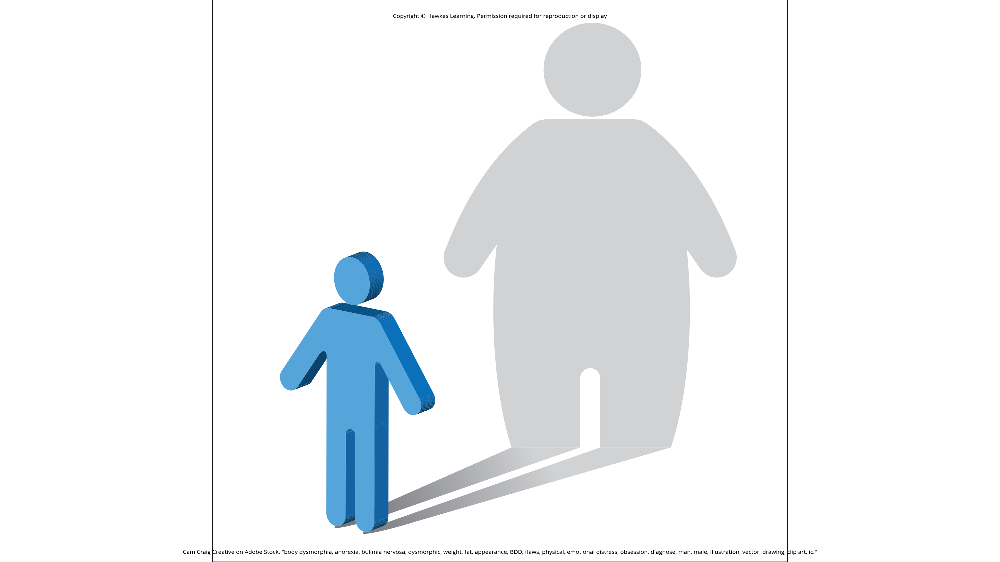 Copyright © Hawkes Learning. Permission required for reproduction or display
Cam Craig Creative on Adobe Stock. "body dysmorphia, anorexia, bulimia nervosa, dysmorphic, weight, fat, appearance, BDD, flaws, physical, emotional distress, obsession, diagnose, man, male, Illustration, vector, drawing, clip art, ic."